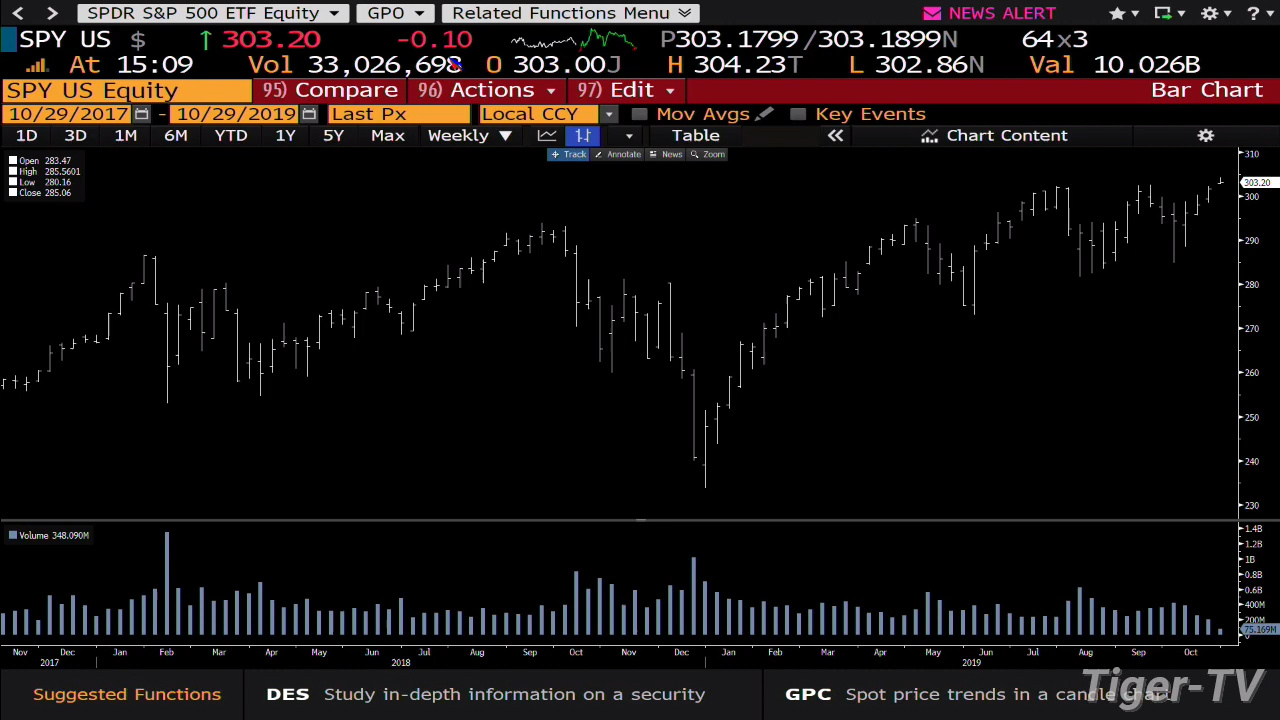 SPDR S&P 500 ETF Equity GPO Related Functions Menu NEWS ALERT ?
SPY US $ ↑ 303.20 -0.10 P303.1799 /303.1899N 64x3
At 15:09 Vol 33,026,698 O 303.00J H 304.23T L 302.86N Val 10.026B
SPY US Equity 95) Compare 96) Actions 97) Edit Bar Chart
10/29/2017 - 10/29/2019 Last Px Local CCY Mov Avgs Key Events
1D 3D 1M 6M YTD 1Y 5Y Max Weekly ▼ Table « Chart Content
Track Annotate News Zoom
Open 283.47
High 285.5601
Low 280.16
Close 285.06
310
303.20
300
290
280
270
260
250
240
230
Volume 348.090M
1.4B
1.2B
1B
0.8B
0.6B
400M
200M
75.169M
0
Nov Dec Jan Feb Mar Apr May Jun Jul Aug Sep Oct Nov Dec Jan Feb Mar Apr May Jun Jul Aug Sep Oct
2017 2018 2019
Suggested Functions DES Study in-depth information on a security GPC Spot price trends in a candle chart
Tiger-TV